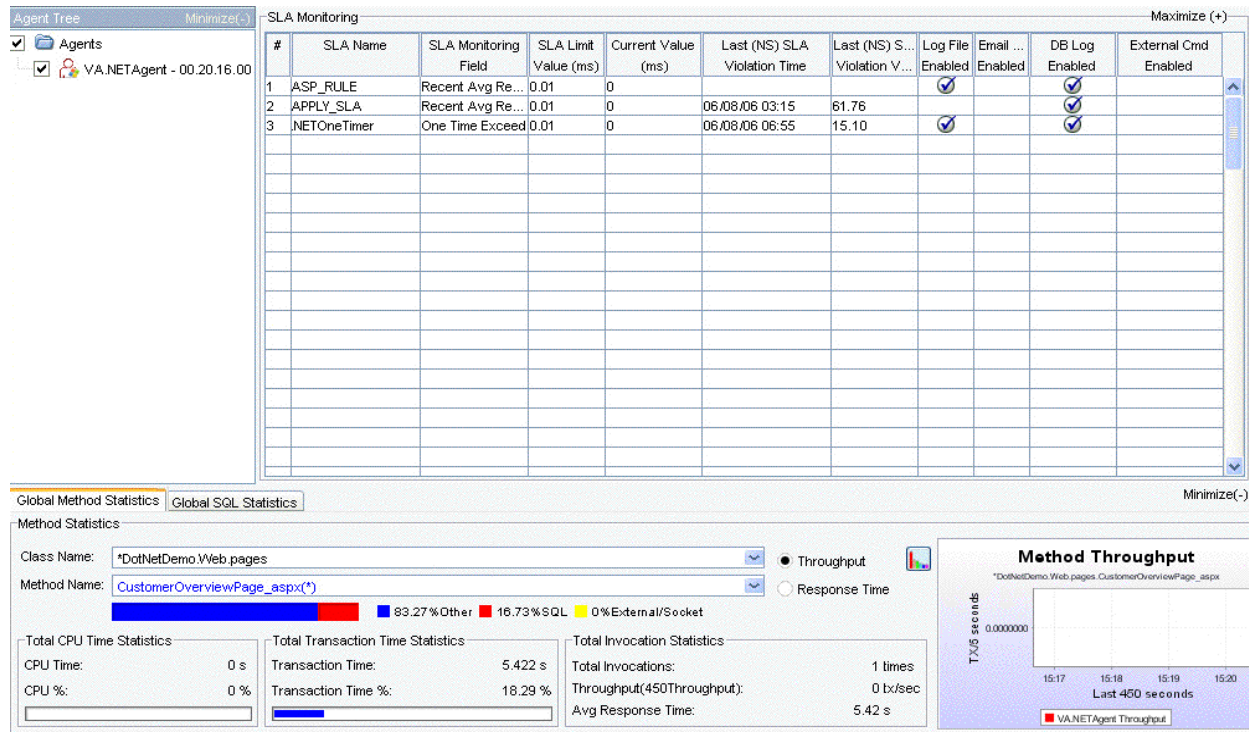 Agent Tree Minimize(-)
Agents
VA.NETAgent - 00.20.16.00
SLA Monitoring Maximize (+)
# SLA Name SLA Monitoring Field SLA Limit Value (ms) Current Value (ms) Last (NS) SLA Violation Time Last (NS) S... Violation V... Log File Enabled Email ... Enabled DB Log Enabled External Cmd Enabled
1 ASP_RULE Recent Avg Re... 0.01 0
2 APPLY_SLA Recent Avg Re... 0.01 0 06/08/06 03:15 61.76
3 .NETOneTimer One Time Exceed 0.01 0 06/08/06 06:55 15.10
Global Method Statistics Global SQL Statistics Minimize(-)
Method Statistics
Class Name: *DotNetDemo.Web.pages
Throughput
Method Name: CustomerOverviewPage_aspx(*)
Response Time
83.27%Other 16.73%SQL 0%External/Socket
Total CPU Time Statistics
CPU Time: 0 s
CPU %: 0 %
Total Transaction Time Statistics
Transaction Time: 5.422 s
Transaction Time %: 18.29 %
Total Invocation Statistics
Total Invocations: 1 times
Throughput(450Throughput): 0 tx/sec
Avg Response Time: 5.42 s
Method Throughput
*DotNetDemo.Web.pages.CustomerOverviewPage_aspx
TX/5 seconds
0.0000000
15:17 15:18 15:19 15:20
Last 450 seconds
VA.NETAgent Throughput